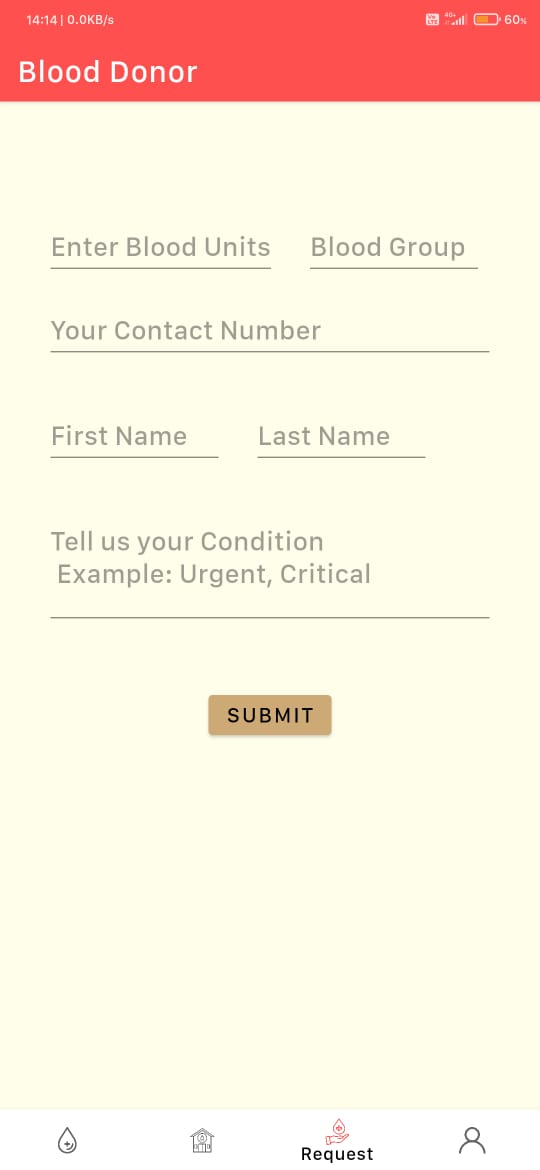 14:14 | 0.0KB/s 60%
Blood Donor
Enter Blood Units Blood Group
Your Contact Number
First Name Last Name
Tell us your Condition
Example: Urgent, Critical
SUBMIT
Request